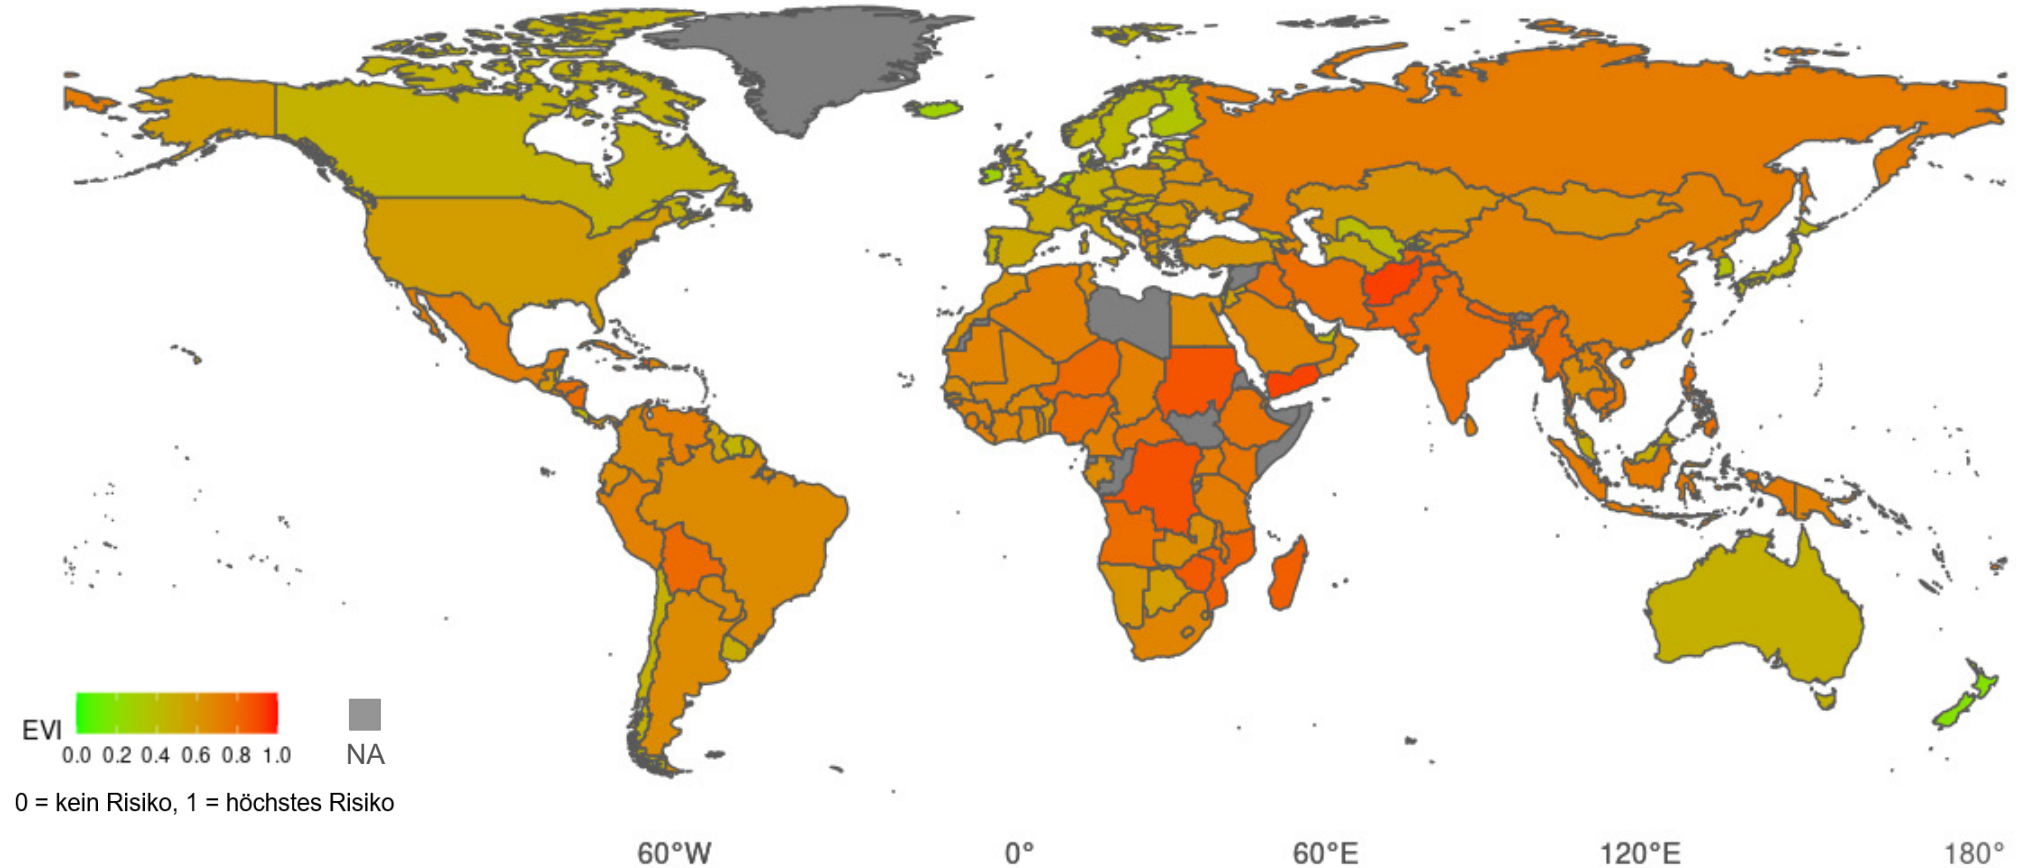 EVI
0.0 0.2 0.4 0.6 0.8 1.0
NA
0 = kein Risiko, 1 = höchstes Risiko
60°W 0° 60°E 120°E 180°